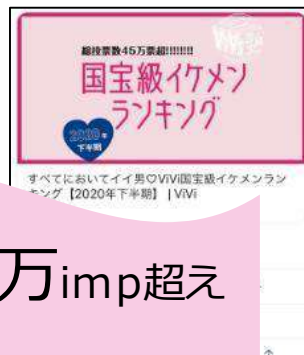 総投票数45万票超!!!!!!!!
国宝級イケメン
ランキング
2020年
下半期
すべてにおいてイイ男♡ViVi国宝級イケメンラン
キング【2020年下半期】 | ViVi
万imp超え